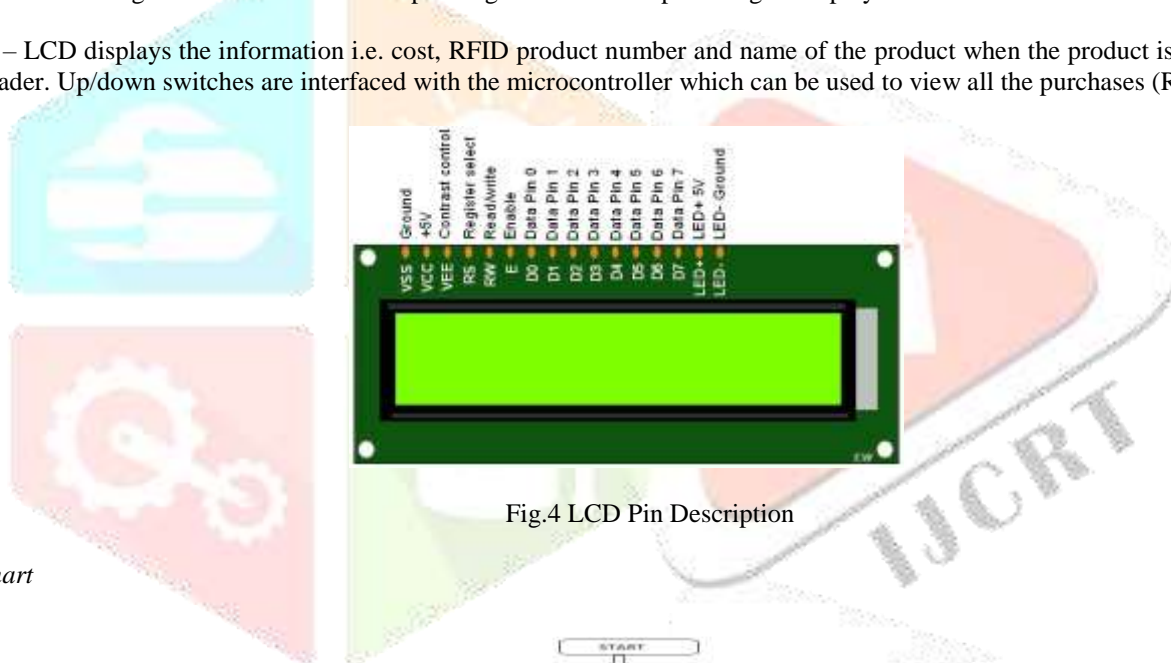 – LCD displays the information i.e. cost, RFID product number and name of the product when the product is
ader. Up/down switches are interfaced with the microcontroller which can be used to view all the purchases (R
Ground
+5V
Contrast control
Register select
Read/write
Enable
Data Pin 0
Data Pin 1
Data Pin 2
Data Pin 3
Data Pin 4
Data Pin 5
Data Pin 6
Data Pin 7
LED+ 5V
LED- Ground
VSS
VCC
VEE
RS
RW
E
D0
D1
D2
D3
D4
D5
D6
D7
LED+
LED-
Fig.4 LCD Pin Description
IJCRT
art
START